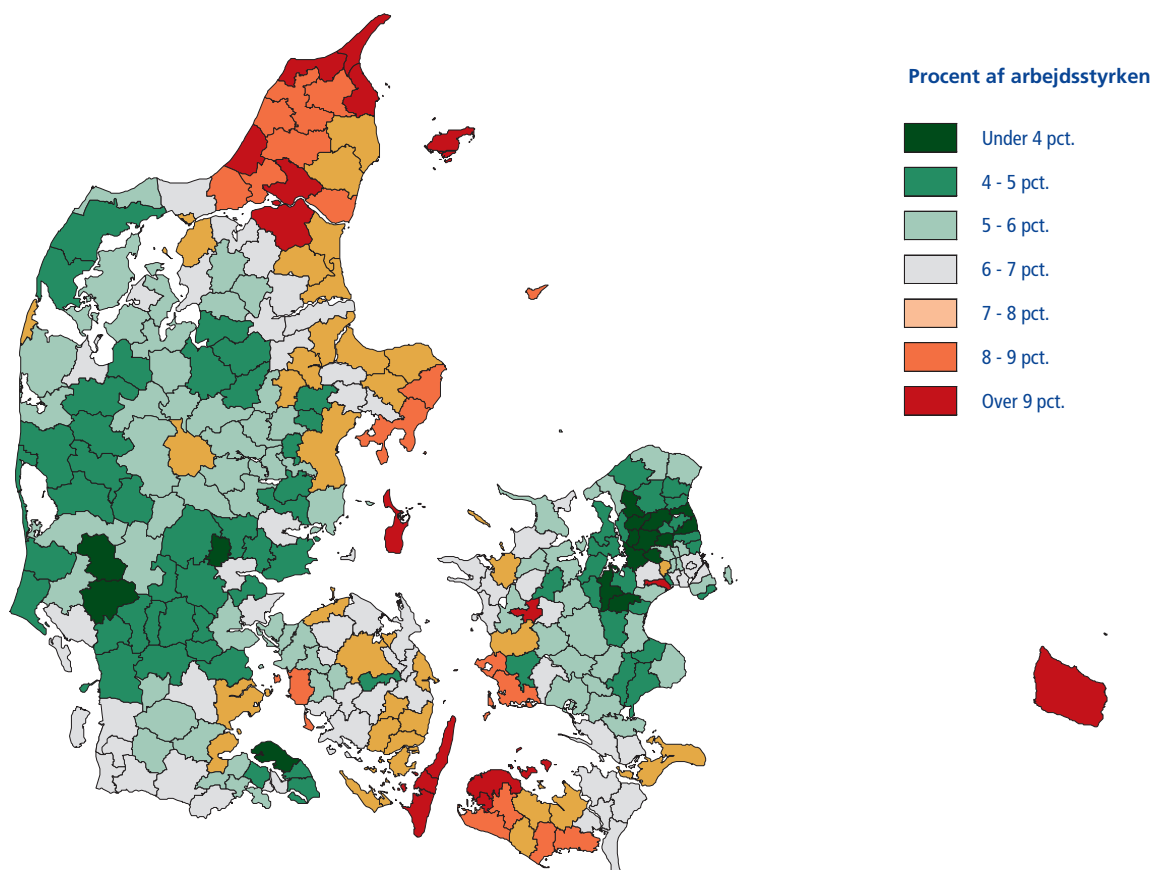 Procent af arbejdsstyrken
Under 4 pct.
4 - 5 pct.
5 - 6 pct.
6 - 7 pct.
7 - 8 pct.
8 - 9 pct.
Over 9 pct.